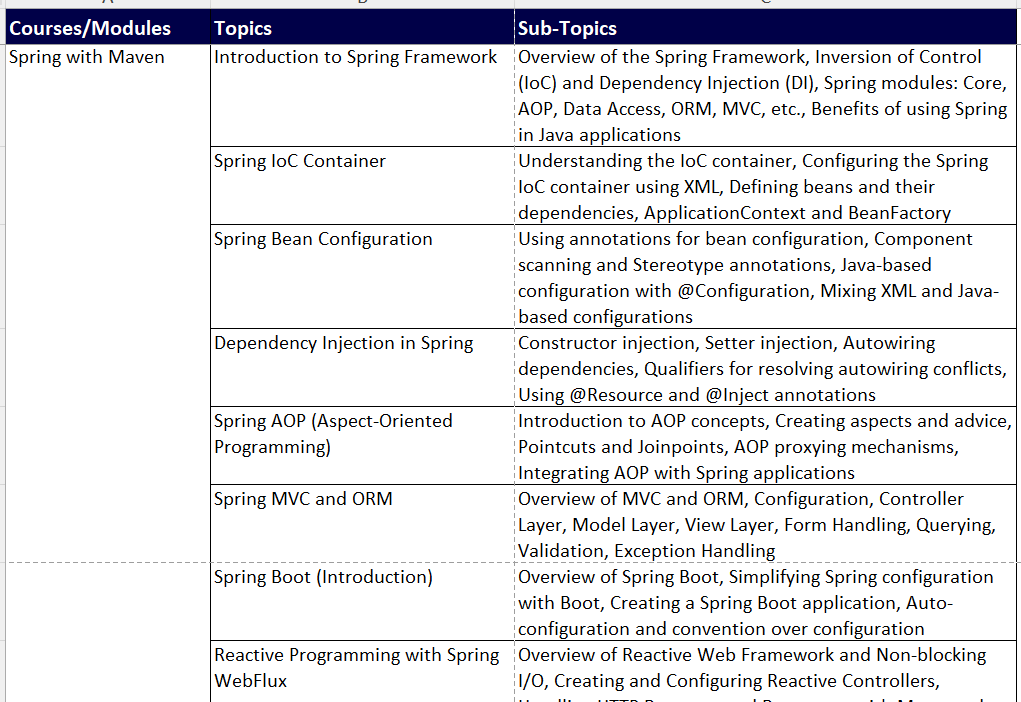 Courses/Modules Topics Sub-Topics
Spring with Maven Introduction to Spring Framework Overview of the Spring Framework, Inversion of Control
(IoC) and Dependency Injection (DI), Spring modules: Core,
AOP, Data Access, ORM, MVC, etc., Benefits of using Spring
in Java applications
Spring IoC Container Understanding the IoC container, Configuring the Spring
IoC container using XML, Defining beans and their
dependencies, ApplicationContext and BeanFactory
Spring Bean Configuration Using annotations for bean configuration, Component
scanning and Stereotype annotations, Java-based
configuration with @Configuration, Mixing XML and Java-
based configurations
Dependency Injection in Spring Constructor injection, Setter injection, Autowiring
dependencies, Qualifiers for resolving autowiring conflicts,
Using @Resource and @Inject annotations
Spring AOP (Aspect-Oriented Introduction to AOP concepts, Creating aspects and advice,
Programming) Pointcuts and Joinpoints, AOP proxying mechanisms,
Integrating AOP with Spring applications
Spring MVC and ORM Overview of MVC and ORM, Configuration, Controller
Layer, Model Layer, View Layer, Form Handling, Querying,
Validation, Exception Handling
Spring Boot (Introduction) Overview of Spring Boot, Simplifying Spring configuration
with Boot, Creating a Spring Boot application, Auto-
configuration and convention over configuration
Reactive Programming with Spring Overview of Reactive Web Framework and Non-blocking
WebFlux I/O, Creating and Configuring Reactive Controllers,